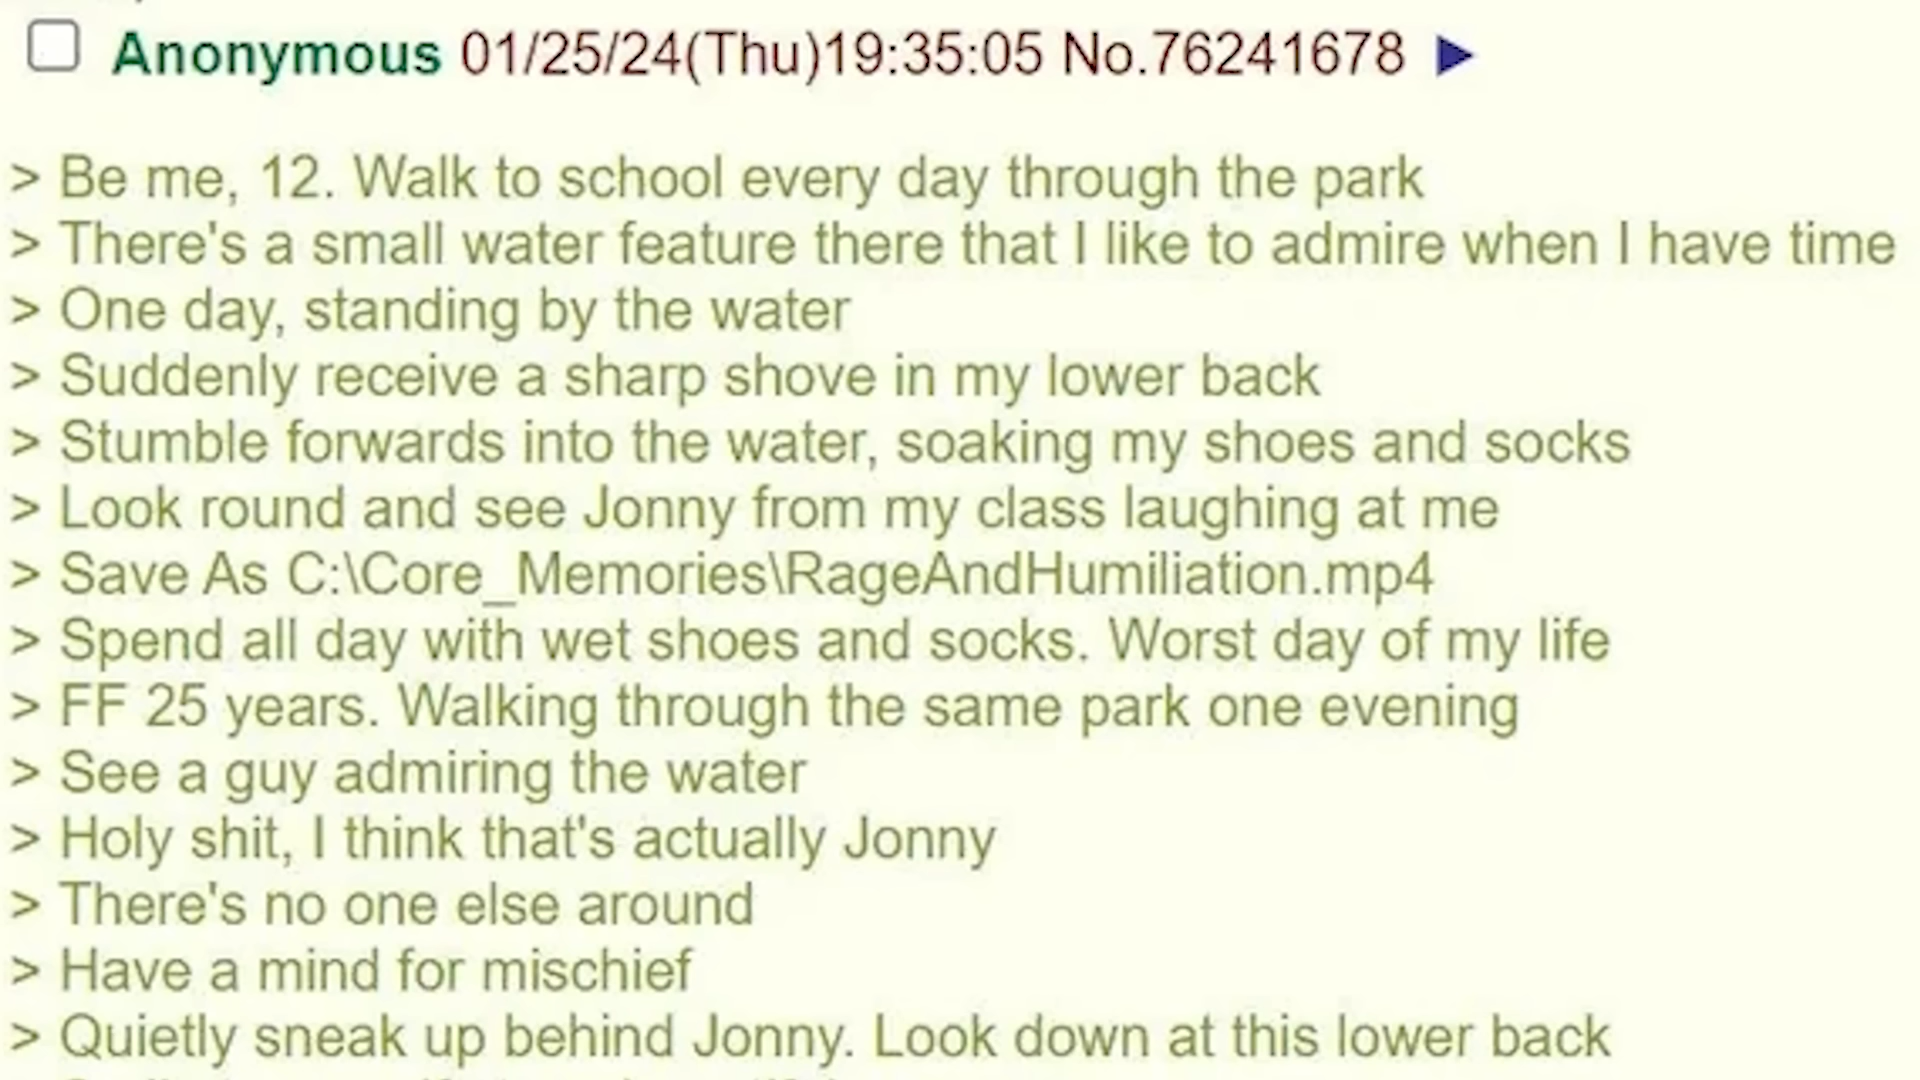 Anonymous 01/25/24(Thu)19:35:05 No.76241678 ▶
> Be me, 12. Walk to school every day through the park
> There's a small water feature there that I like to admire when I have time
> One day, standing by the water
> Suddenly receive a sharp shove in my lower back
> Stumble forwards into the water, soaking my shoes and socks
> Look round and see Jonny from my class laughing at me
> Save As C:\Core_Memories\RageAndHumiliation.mp4
> Spend all day with wet shoes and socks. Worst day of my life
> FF 25 years. Walking through the same park one evening
> See a guy admiring the water
> Holy shit, I think that's actually Jonny
> There's no one else around
> Have a mind for mischief
> Quietly sneak up behind Jonny. Look down at this lower back